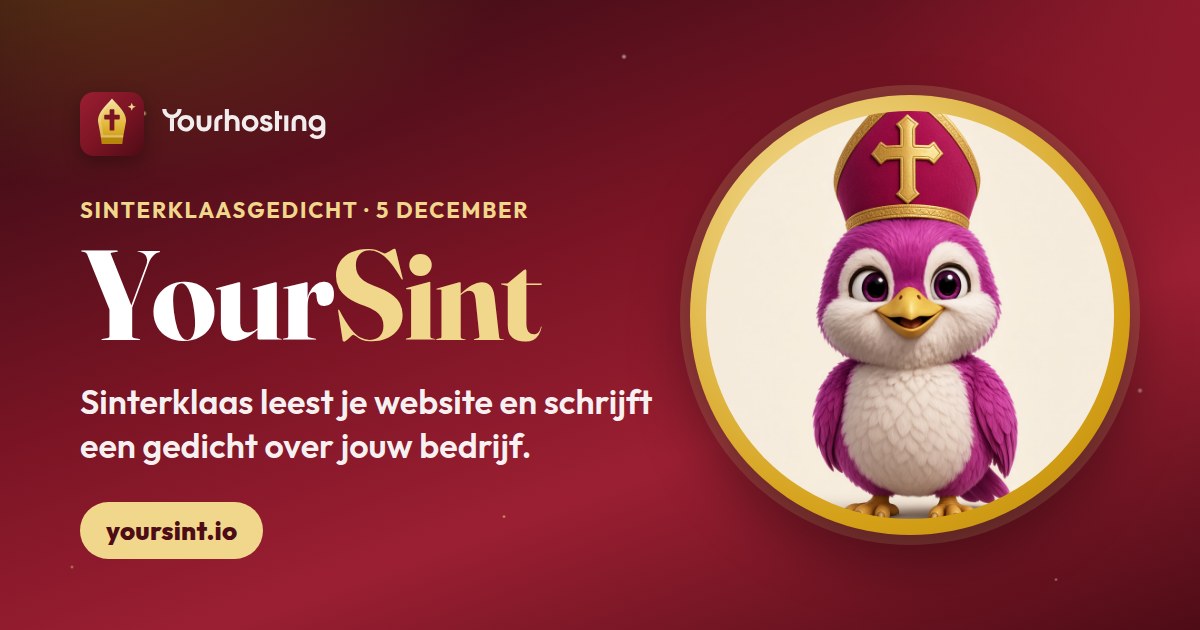 Yourhosting
SINTERKLAASGEDICHT · 5 DECEMBER
YourSint
Sinterklaas leest je website en schrijft
een gedicht over jouw bedrijf.
yoursint.io